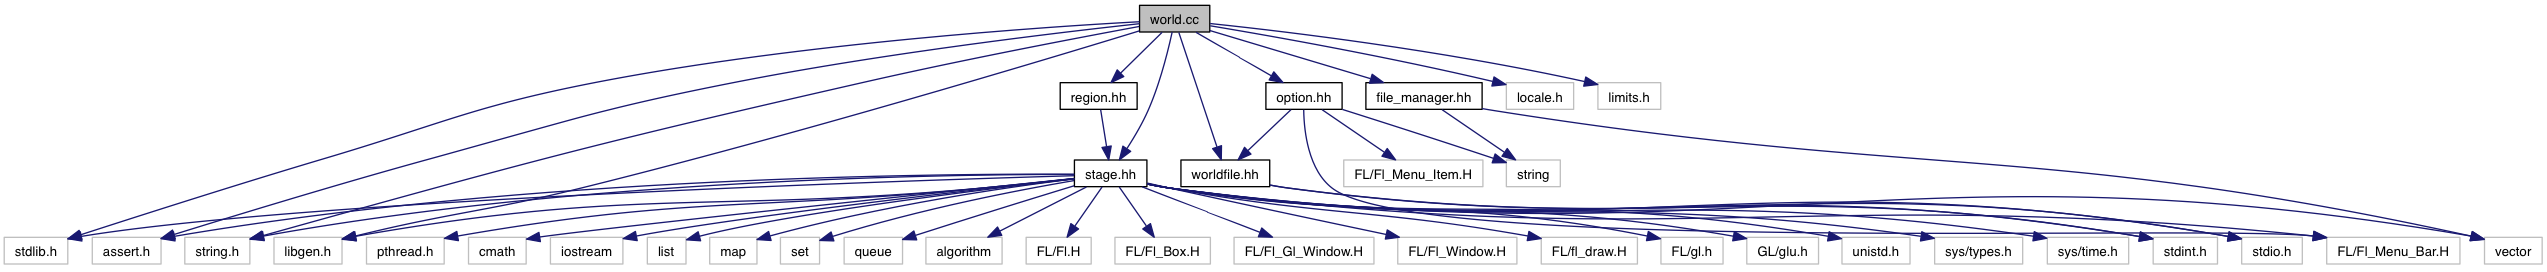 world.cc
region.hh
option.hh
file_manager.hh
locale.h
limits.h
stage.hh
worldfile.hh
FL/Fl_Menu_Item.H
string
stdlib.h
assert.h
string.h
libgen.h
pthread.h
cmath
iostream
list
map
set
queue
algorithm
FL/Fl.H
FL/Fl_Box.H
FL/Fl_Gl_Window.H
FL/Fl_Window.H
FL/fl_draw.H
FL/gl.h
GL/glu.h
unistd.h
sys/types.h
sys/time.h
stdint.h
stdio.h
FL/Fl_Menu_Bar.H
vector